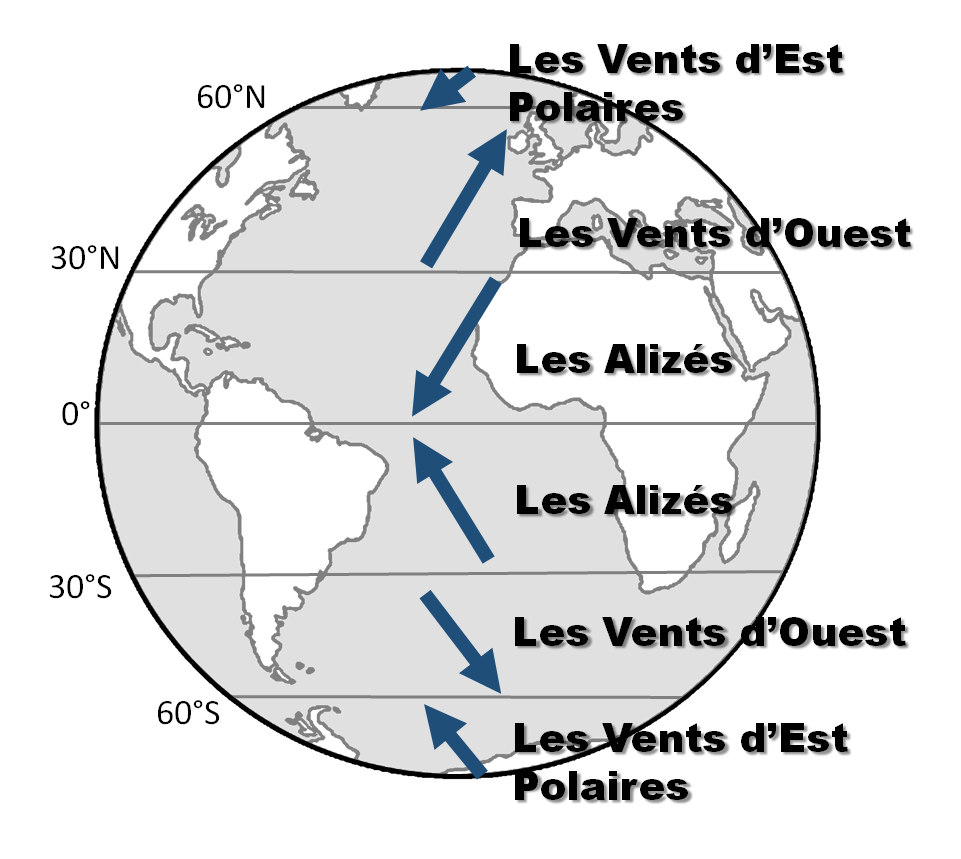 Les Vents d’Est
Polaires
60°N
Les Vents d’Ouest
30°N
Les Alizés
0°
Les Alizés
30°S
Les Vents d’Ouest
60°S
Les Vents d’Est
Polaires